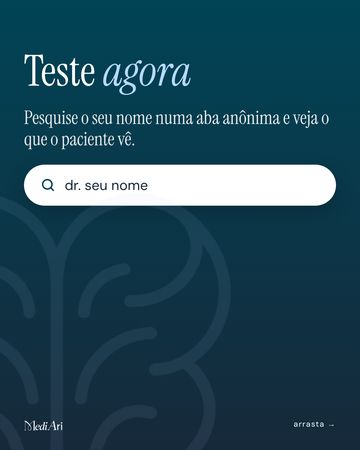 Teste agora
Pesquise o seu nome numa aba anônima e veja o
que o paciente vê.
dr. seu nome
MediAri
arrasta →